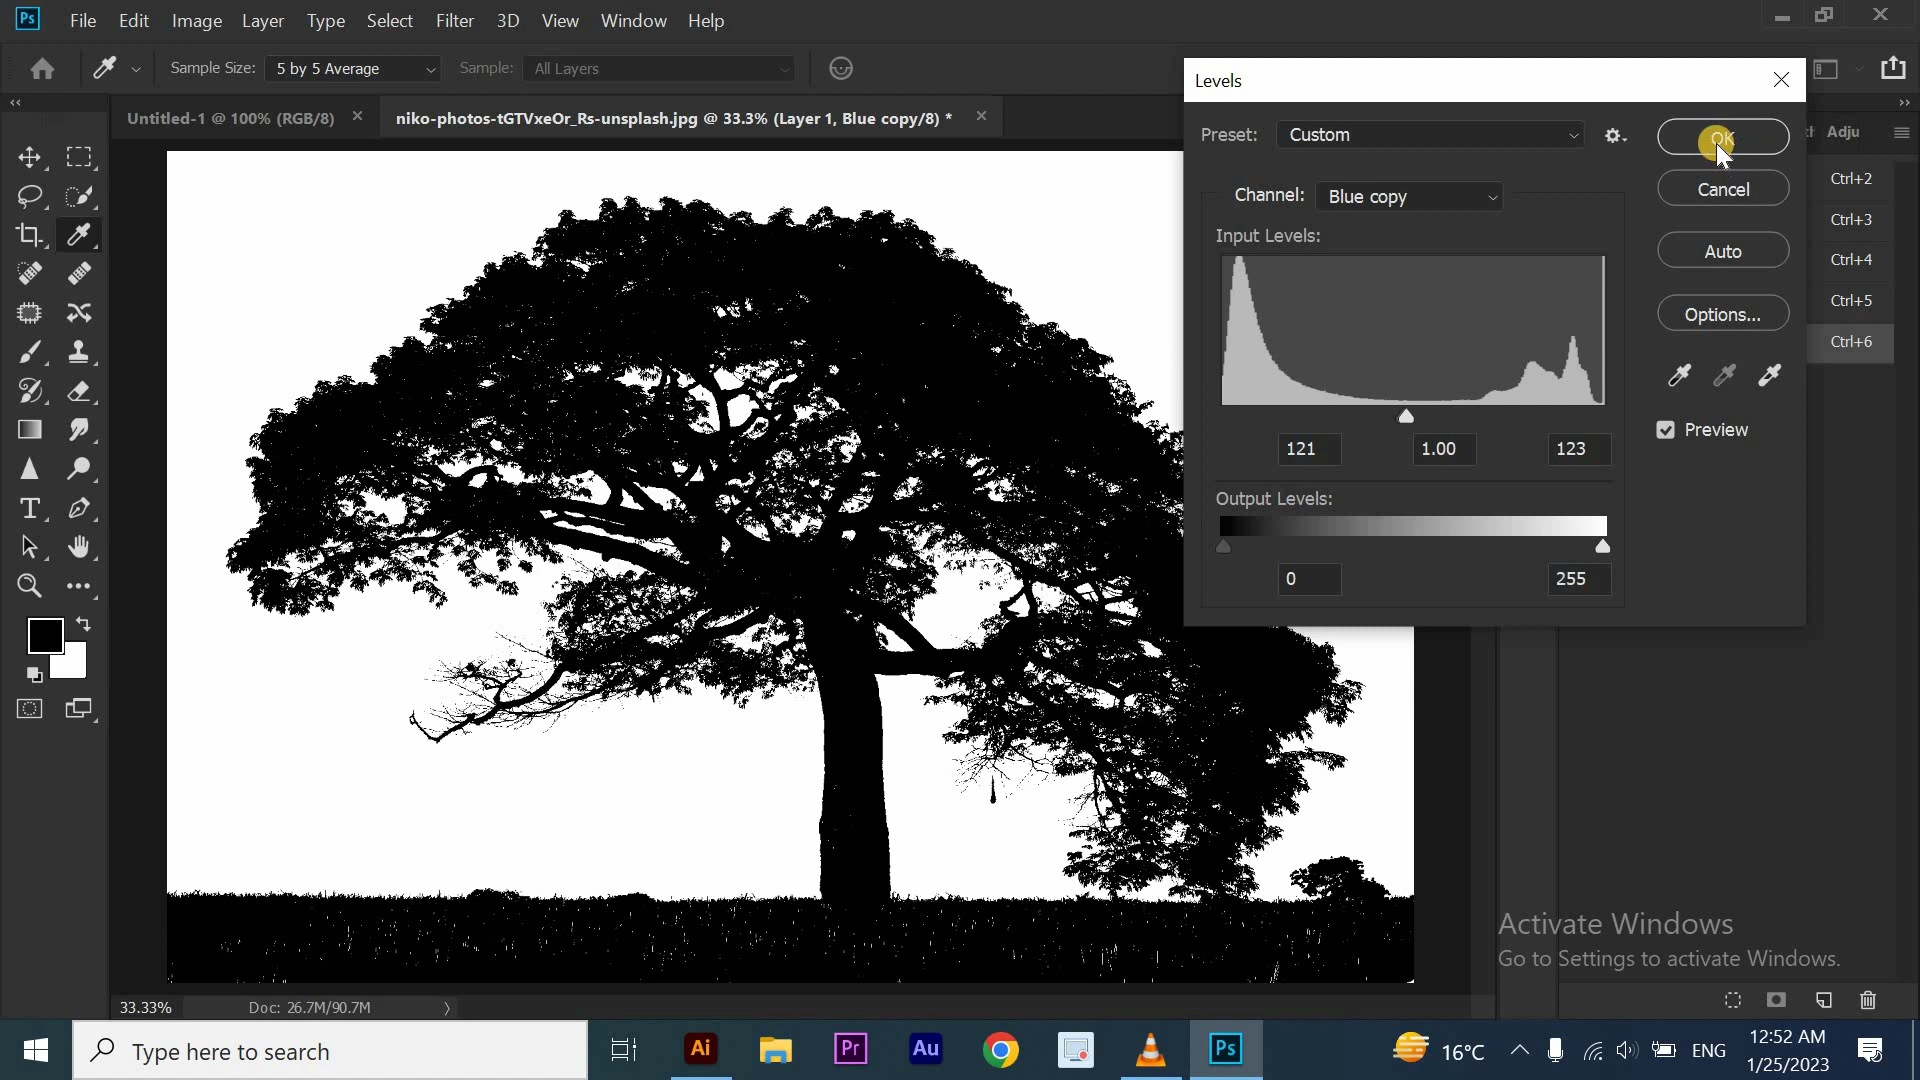 Ps File Edit Image Layer Type Select Filter 3D View Window Help
Sample Size: 5 by 5 Average Sample: All Layers
Untitled-1 @ 100% (RGB/8) niko-photos-tGTVxeOr_Rs-unsplash.jpg @ 33.3% (Layer 1, Blue copy/8) *
Levels
Preset: Custom
OK
Adju
Channel: Blue copy
Cancel
Ctrl+2
Input Levels:
Ctrl+3
Auto
Ctrl+4
Options...
Ctrl+5
Ctrl+6
121 1.00 123
Preview
Output Levels:
0 255
Activate Windows
Go to Settings to activate Windows.
33.33% Doc: 26.7M/90.7M
Type here to search
Ai Pr Au Ps
16°C ENG
12:52 AM
1/25/2023